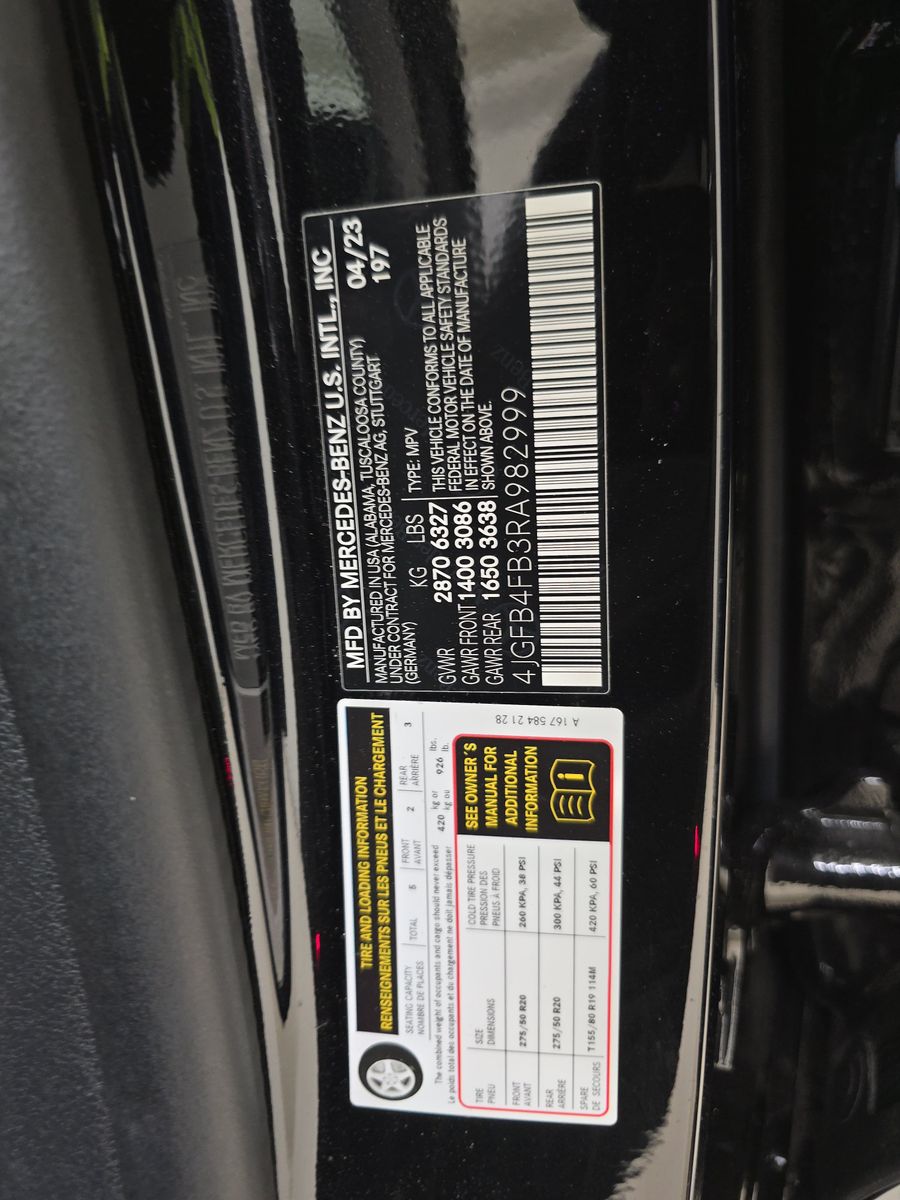 TIRE AND LOADING INFORMATION
RENSEIGNEMENTS SUR LES PNEUS ET LE CHARGEMENT
SEATING CAPACITY
NOMBRE DE PLACES
TOTAL 5
FRONT
AVANT
2
REAR
ARRIÈRE
3
The combined weight of occupants and cargo should never exceed 420 kg or 926 lbs.
Le poids total des occupants et du chargement ne doit jamais dépasser 420 kg ou 926 lb.
TIRE
PNEU
SIZE
DIMENSIONS
COLD TIRE PRESSURE
PRESSION DES
PNEUS À FROID
FRONT
AVANT
275/50 R20
260 KPA, 38 PSI
REAR
ARRIÈRE
275/50 R20
300 KPA, 44 PSI
SPARE
DE SECOURS
T155/80 R19 114M
420 KPA, 60 PSI
SEE OWNER'S
MANUAL FOR
ADDITIONAL
INFORMATION
A 167 584 21 28
MFD BY MERCEDES-BENZ U.S. INTL., INC
MANUFACTURED IN USA (ALABAMA, TUSCALOOSA COUNTY)
UNDER CONTRACT FOR MERCEDES-BENZ AG, STUTTGART
(GERMANY)
04/23
197
KG LBS
GVWR 2870 6327
GAWR FRONT 1400 3086
GAWR REAR 1650 3638
TYPE: MPV
THIS VEHICLE CONFORMS TO ALL APPLICABLE
FEDERAL MOTOR VEHICLE SAFETY STANDARDS
IN EFFECT ON THE DATE OF MANUFACTURE
SHOWN ABOVE.
4JGFB4FB3RA982999